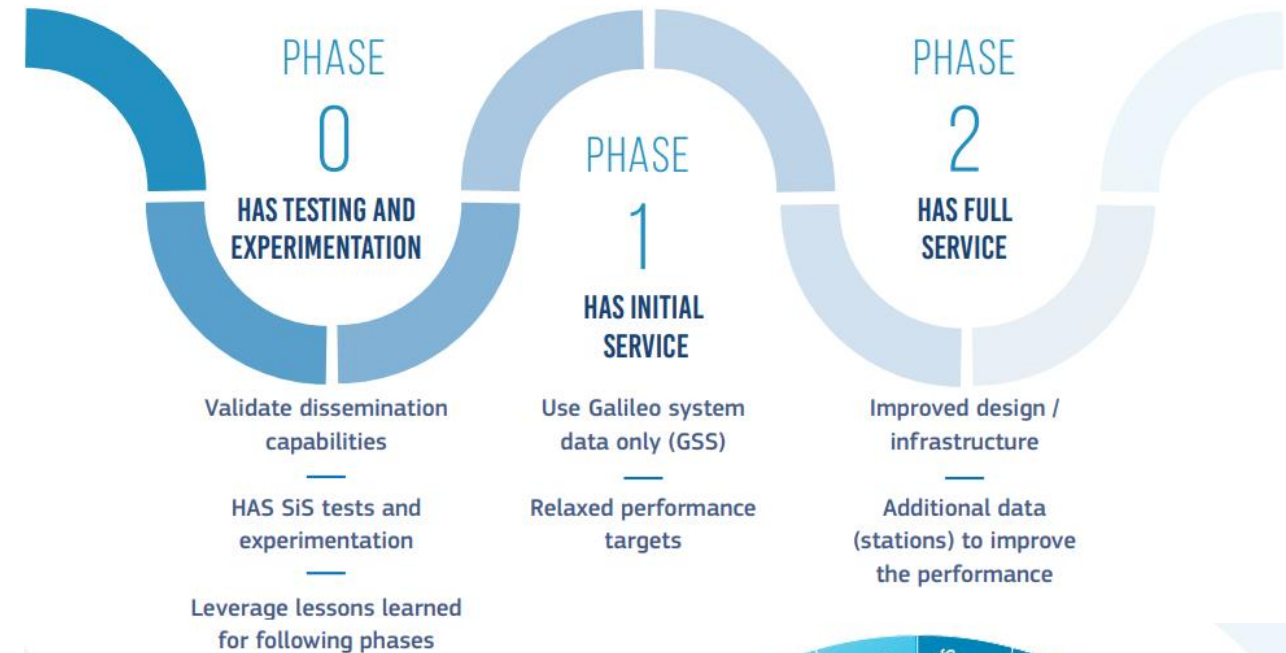 PHASE
0
HAS TESTING AND
EXPERIMENTATION
Validate dissemination
capabilities
HAS SiS tests and
experimentation
Leverage lessons learned
for following phases
PHASE
1
HAS INITIAL
SERVICE
Use Galileo system
data only (GSS)
Relaxed performance
targets
PHASE
2
HAS FULL
SERVICE
Improved design /
infrastructure
Additional data
(stations) to improve
the performance